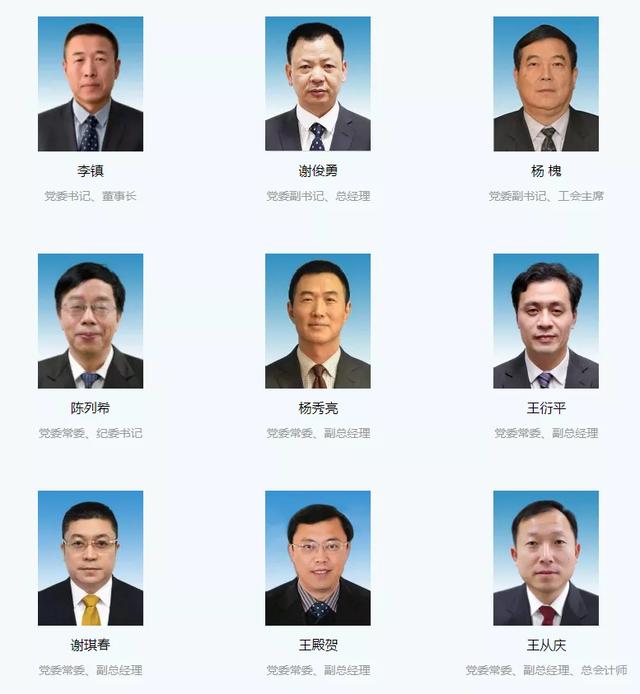 李镇
谢俊勇
杨 槐
党委书记、董事长
党委副书记、总经理
党委副书记、工会主席
陈列希
杨秀亮
王衍平
党委常委、纪委书记
党委常委、副总经理
党委常委、副总经理
谢琪春
王殿贺
王从庆
党委常委、副总经理
党委常委、副总经理
党委常委、副总经理、总会计师